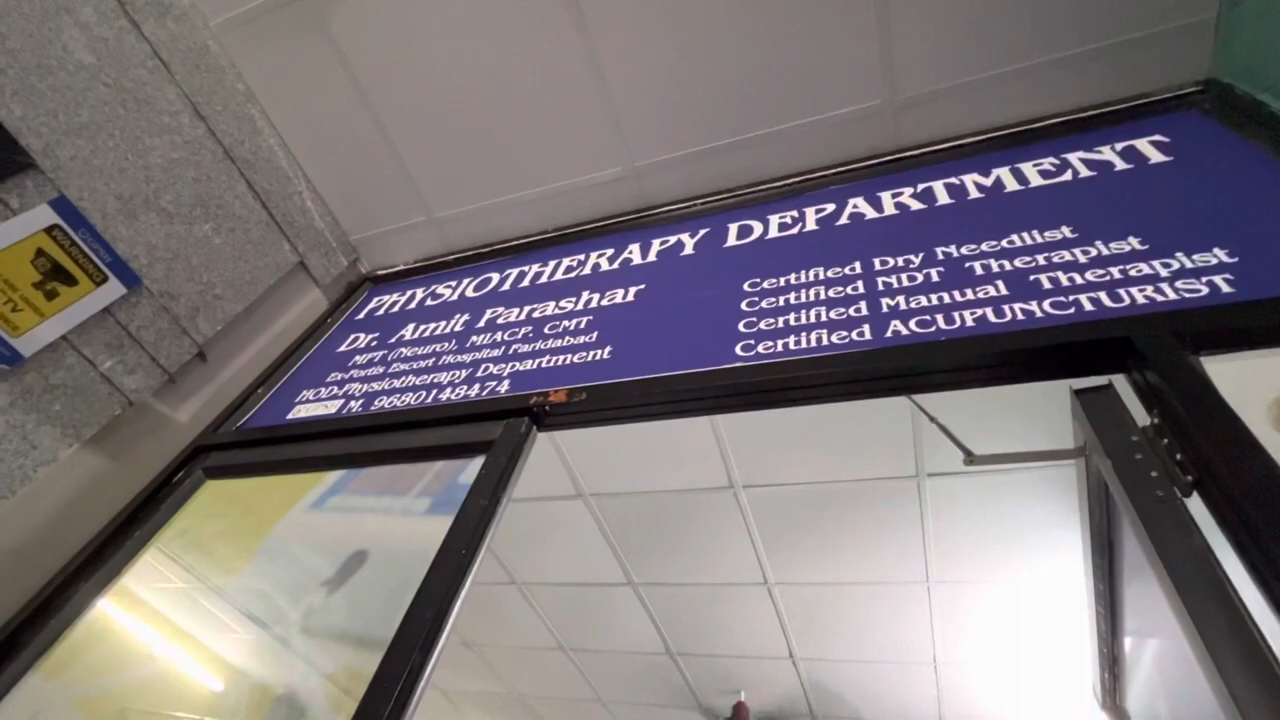 PHYSIOTHERAPY DEPARTMENT
Dr. Amit Parashar
MPT (Neuro), MIACP, CMT
Ex-Fortis Escort Hospital Faridabad
HOD-Physiotherapy Department
M. 9680148474
Certified Dry Needlist
Certified NDT Therapist
Certified Manual Therapist
Certified ACUPUNCTURIST
WARNING